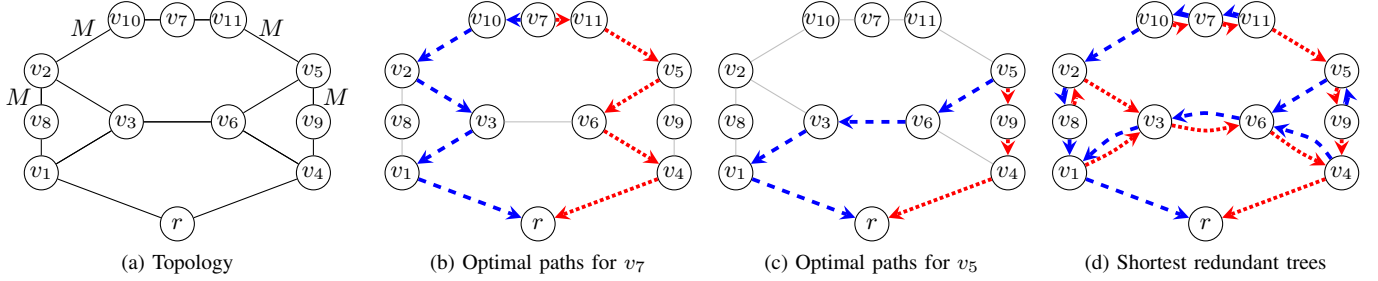 v10 v7 v11
M M
v2 v5
M M
v8 v3 v6 v9
v1 v4
r
(a) Topology
v10 v7 v11
v2 v5
v8 v3 v6 v9
v1 v4
r
(b) Optimal paths for v7
v10 v7 v11
v2 v5
v8 v3 v6 v9
v1 v4
r
(c) Optimal paths for v5
v10 v7 v11
v2 v5
v8 v3 v6 v9
v1 v4
r
(d) Shortest redundant trees